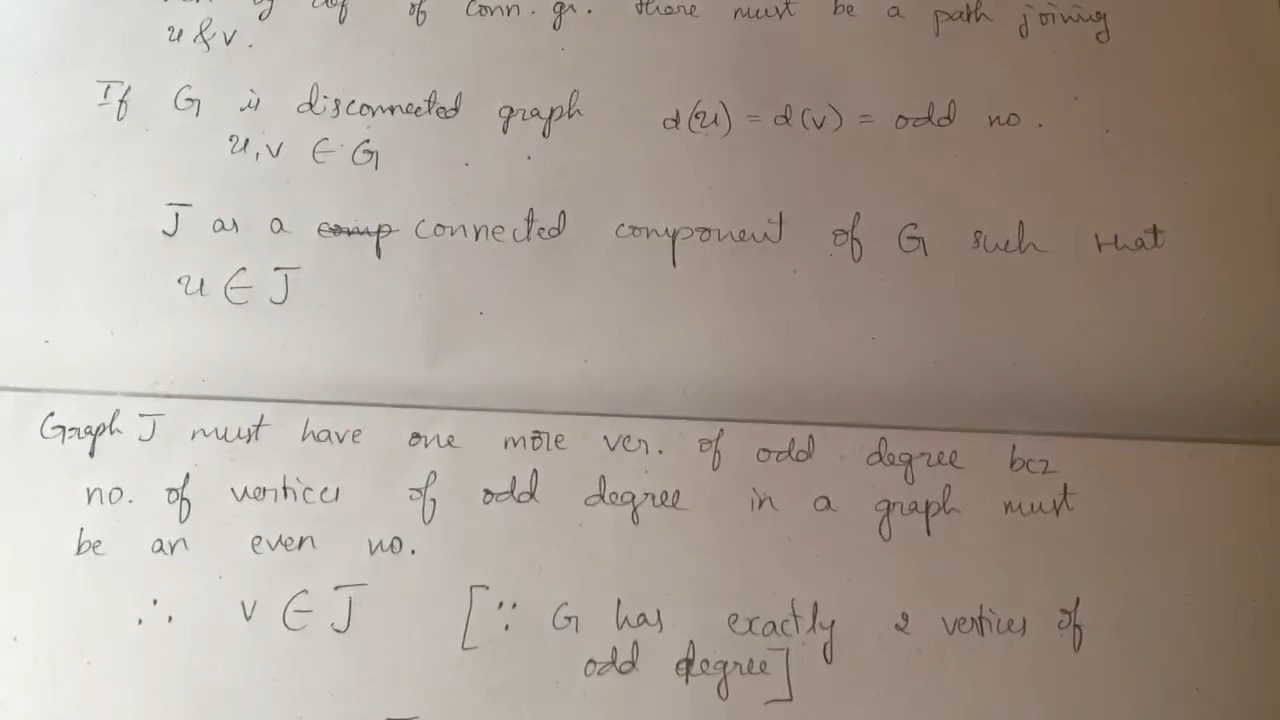 by def of conn. gr. there must be a path joining
u & v.
If G is disconnected graph d(u) = d(v) = odd no.
u, v ∈ G
J as a comp connected component of G such that
u ∈ J
Graph J must have one more ver. of odd degree bcz
no. of vertices of odd degree in a graph must
be an even no.
∴ v ∈ J [∵ G has exactly 2 vertices of
odd degree]